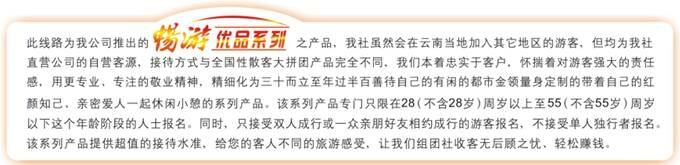 此线路为我公司推出的 畅游优品系列 之产品，我社虽然会在云南当地加入其它地区的游客，但均为我社
直营公司的自营客源，接待方式与全国性散客大拼团产品完全不同，我们本着忠实于客户，怀揣着对游客强大的责任
感，用更专业、专注的敬业精神，精细化为三十而立至年过半百善待自己的有闲的都市金领量身定制的带着自己的红
颜知己，亲密爱人一起休闲小憩的系列产品。该系列产品专门只限在28(不含28岁)周岁以上至55(不含55岁)周岁
以下这个年龄阶段的人士报名。同时，只接受双人成行或一众亲朋好友相约成行的游客报名，不接受单人独行者报名。
该系列产品提供超值的接待水准，给您的客人不同的旅游感受，让我们组团社收客无后顾之忧、轻松赚钱。